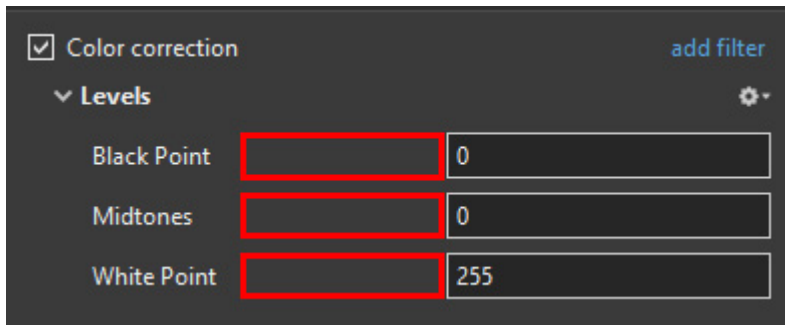 Color correction add filter
Levels
Black Point 0
Midtones 0
White Point 255